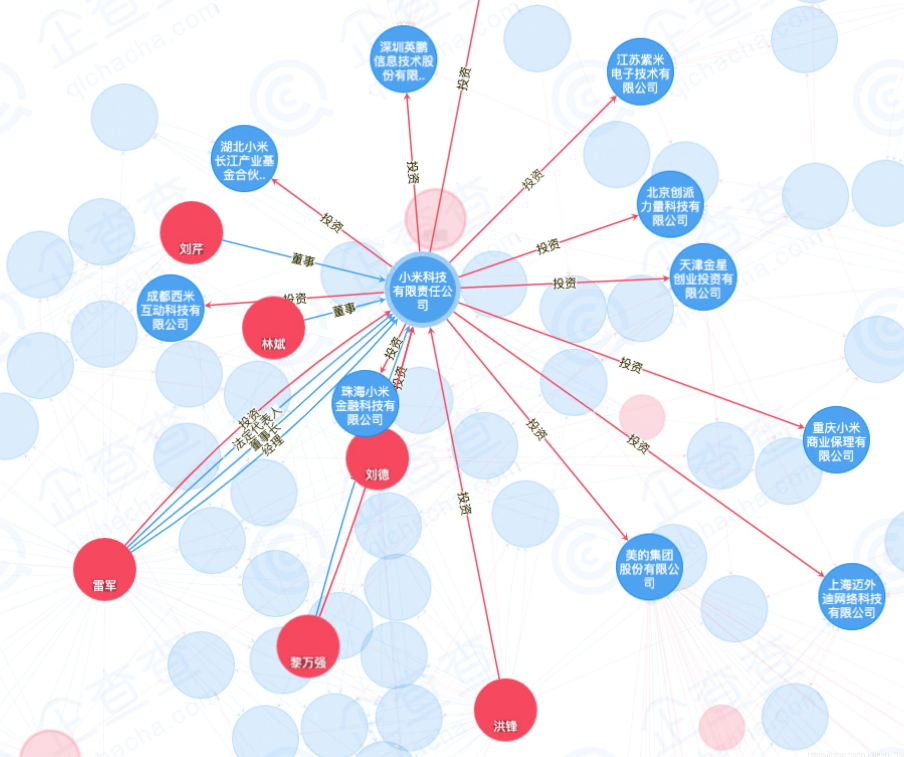 深圳英鹏
信息技术股
份有限..
投资
江苏紫米
电子技术有
限公司
湖北小米
长江产业基
金合伙..
投资
投资
投资
北京创派
力量科技有
限公司
刘芹
董事
投资
小米科技
有限责任公
司
天津金星
创业投资有
限公司
投资
成都西米
互动科技有
限公司
投资
董事
林斌
投资
投资
投资
珠海小米
金融科技有
限公司
投资
法定代表人
董事长
经理
投资
投资
重庆小米
商业保理有
限公司
刘德
投资
美的集团
股份有限公
司
雷军
上海迈外
迪网络科技
有限公司
黎万强
洪锋
企查查
qichacha.com